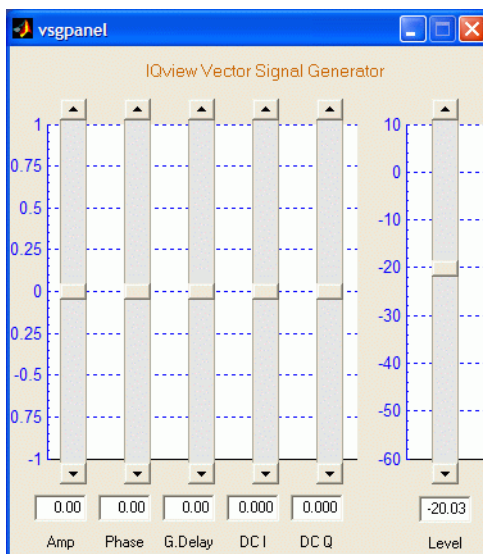 vsgpanel
IQview Vector Signal Generator
1 10
0.75 0
0.5 -10
0.25
0 -20
0.25 -30
-0.5 -40
0.75 -50
-1 -60
0.00 0.00 0.00 0.000 0.000 -20.03
Amp Phase G.Delay DC I DC Q Level